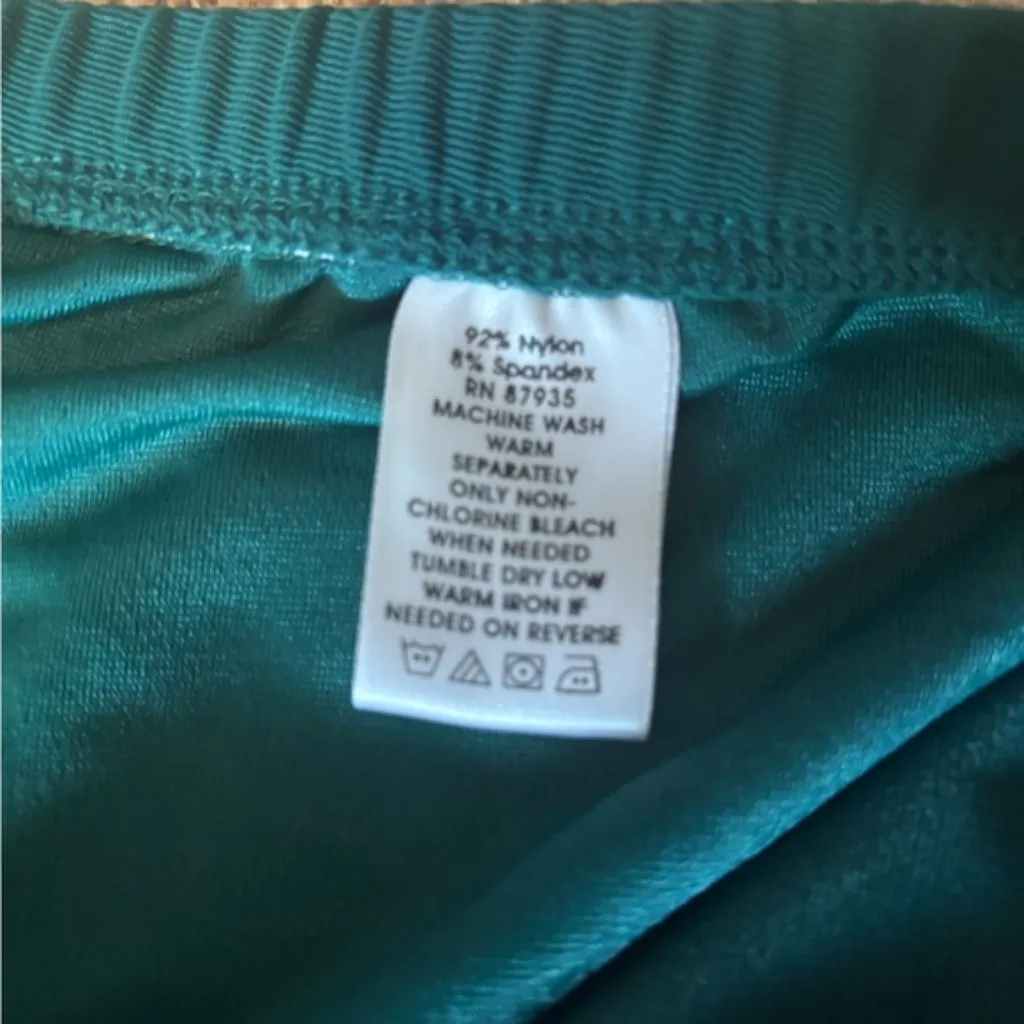 92% Nylon
8% Spandex
RN 87935
MACHINE WASH
WARM
SEPARATELY
ONLY NON-
CHLORINE BLEACH
WHEN NEEDED
TUMBLE DRY LOW
WARM IRON IF
NEEDED ON REVERSE